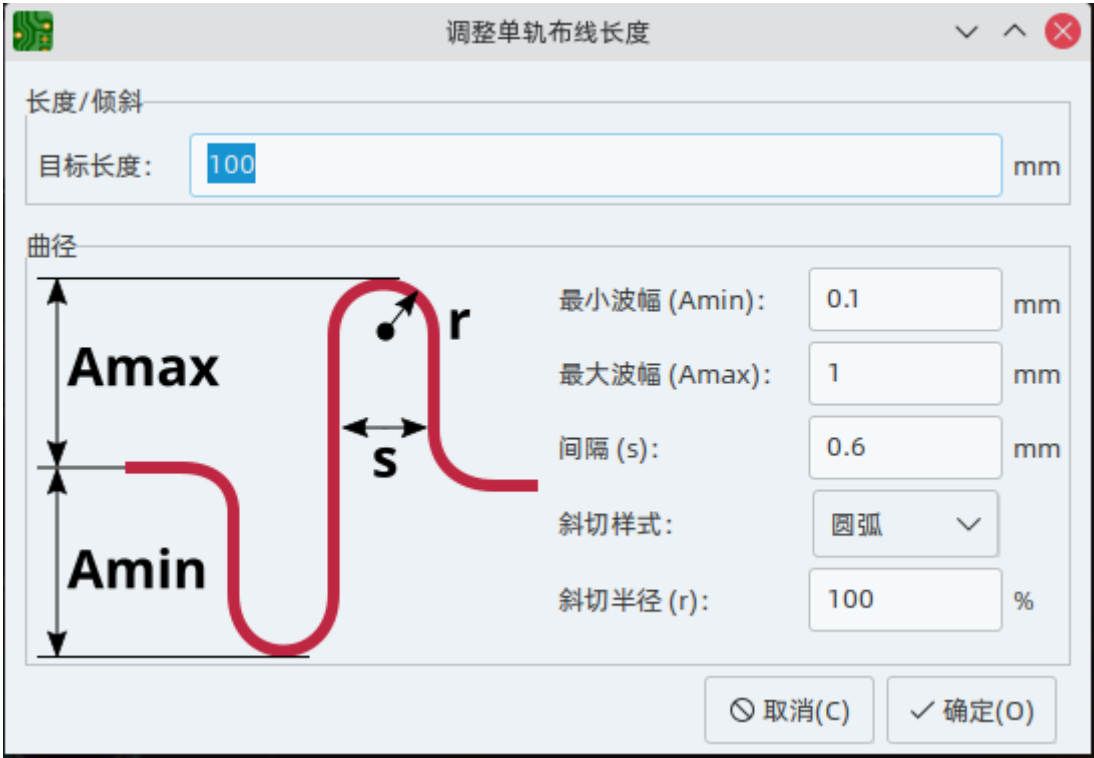 调整单轨布线长度
长度/倾斜
目标长度: 100 mm
曲径
Amax
r
s
Amin
最小波幅 (Amin): 0.1 mm
最大波幅 (Amax): 1 mm
间隔 (s): 0.6 mm
斜切样式: 圆弧
斜切半径 (r): 100 %
取消(C) 确定(O)